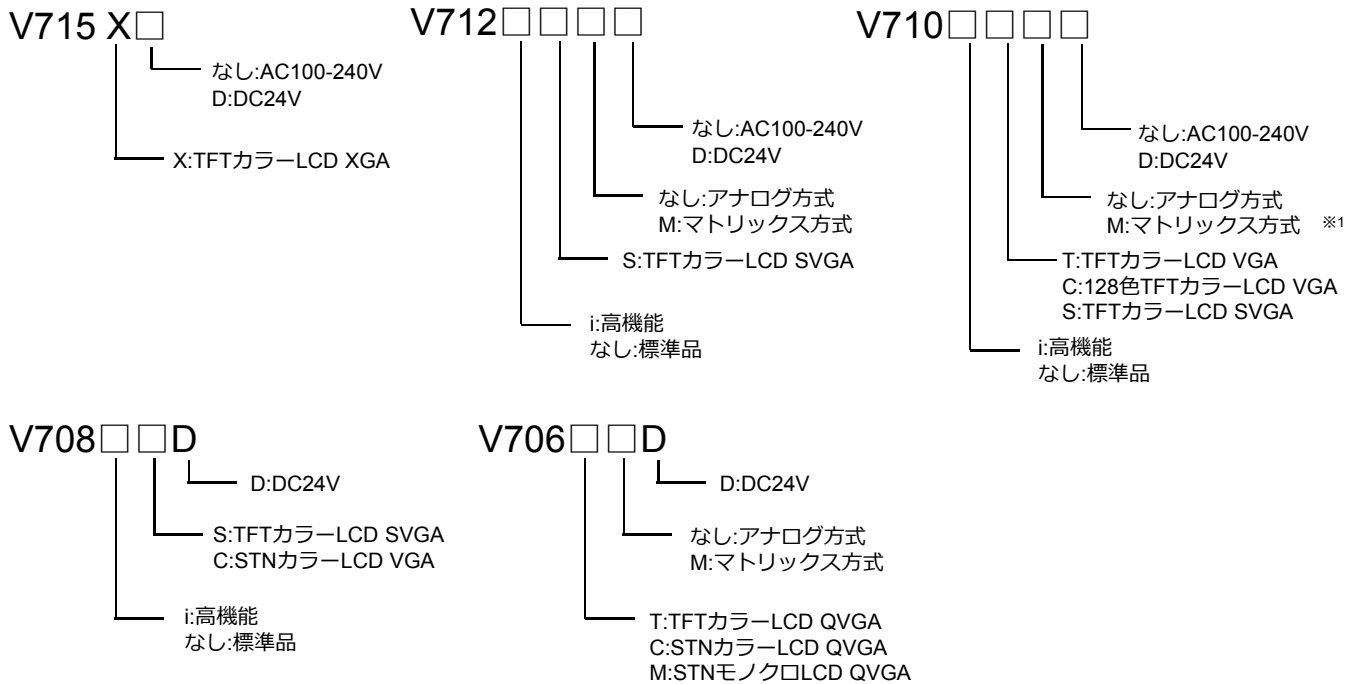 V715 X□
なし:AC100-240V
D:DC24V
X:TFTカラーLCD XGA
V712□ □ □ □
なし:AC100-240V
D:DC24V
なし:アナログ方式
M:マトリックス方式
S:TFTカラーLCD SVGA
i:高機能
なし:標準品
V710□ □ □ □
なし:AC100-240V
D:DC24V
なし:アナログ方式
M:マトリックス方式 ※1
T:TFTカラーLCD VGA
C:128色TFTカラーLCD VGA
S:TFTカラーLCD SVGA
i:高機能
なし:標準品
V708□ □D
D:DC24V
S:TFTカラーLCD SVGA
C:STNカラーLCD VGA
i:高機能
なし:標準品
V706□ □D
D:DC24V
なし:アナログ方式
M:マトリックス方式
T:TFTカラーLCD QVGA
C:STNカラーLCD QVGA
M:STNモノクロLCD QVGA